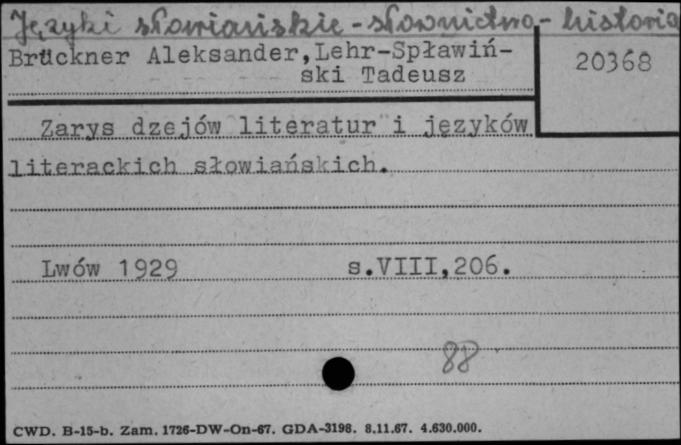 Języki słowiańskie - słownictwo - historia
Brückner Aleksander, Lehr-Spławiń-
ski Tadeusz
20368
Zarys dzejów literatur i języków
literackich słowiańskich.
Lwów 1929 s.VIII,206.
88
CWD. B-15-b. Zam. 1726-DW-On-67. GDA-3198. 8.11.67. 4.630.000.